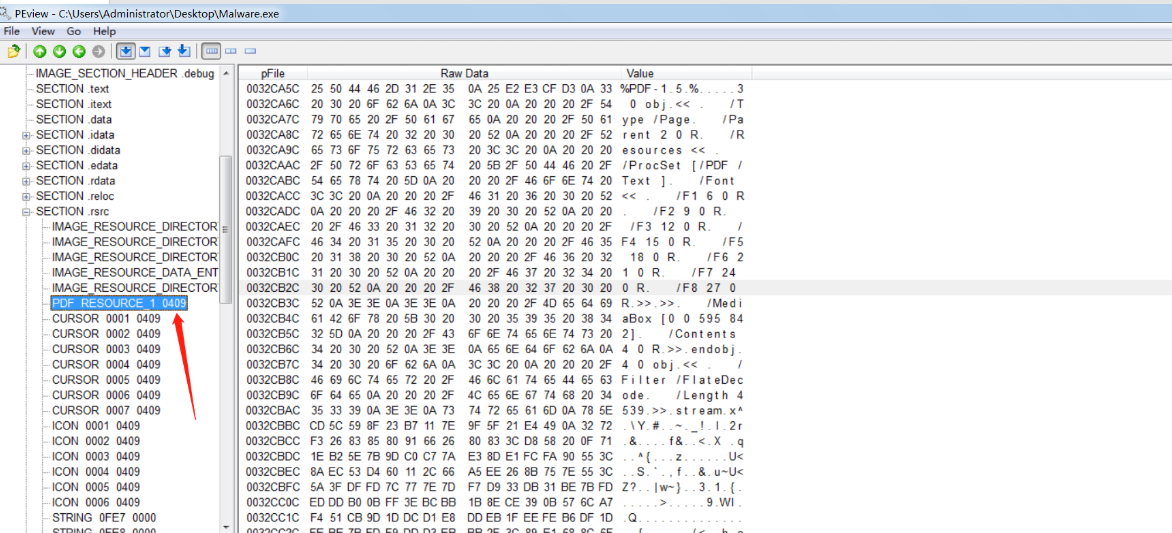 PEview - C:\Users\Administrator\Desktop\Malware.exe
File View Go Help
IMAGE_SECTION_HEADER .debug
SECTION .text
SECTION .itext
SECTION .data
SECTION .idata
SECTION .didata
SECTION .edata
SECTION .rdata
SECTION .reloc
SECTION .rsrc
IMAGE_RESOURCE_DIRECTOR
IMAGE_RESOURCE_DIRECTOR
IMAGE_RESOURCE_DIRECTOR
IMAGE_RESOURCE_DATA_ENT
IMAGE_RESOURCE_DIRECTOR
PDF RESOURCE_1 0409
CURSOR 0001 0409
CURSOR 0002 0409
CURSOR 0003 0409
CURSOR 0004 0409
CURSOR 0005 0409
CURSOR 0006 0409
CURSOR 0007 0409
ICON 0001 0409
ICON 0002 0409
ICON 0003 0409
ICON 0004 0409
ICON 0005 0409
ICON 0006 0409
STRING 0FE7 0000
STRING 0FE8 0000
pFile Raw Data Value
0032CA5C 25 50 44 46 2D 31 2E 35 0A 25 E2 E3 CF D3 0A 33 %PDF-1.5.%.....3
0032CA6C 20 30 20 6F 62 6A 0A 3C 3C 20 0A 20 20 20 2F 54 0 obj.<< . /T
0032CA7C 79 70 65 20 2F 50 61 67 65 0A 20 20 20 2F 50 61 ype /Page. /Pa
0032CA8C 72 65 6E 74 20 32 20 30 20 52 0A 20 20 20 2F 52 rent 2 0 R. /R
0032CA9C 65 73 6F 75 72 63 65 73 20 3C 3C 20 0A 20 20 20 esources << .
0032CAAC 2F 50 72 6F 63 53 65 74 20 5B 2F 50 44 46 20 2F /ProcSet [/PDF /
0032CABC 54 65 78 74 20 5D 0A 20 20 20 2F 46 6F 6E 74 20 Text ]. /Font
0032CACC 3C 3C 20 0A 20 20 20 2F 46 31 20 36 20 30 20 52 << . /F1 6 0 R
0032CADC 0A 20 20 20 2F 46 32 20 39 20 30 20 52 0A 20 20 . /F2 9 0 R.
0032CAEC 20 2F 46 33 20 31 32 20 30 20 52 0A 20 20 20 2F /F3 12 0 R. /
0032CAFC 46 34 20 31 35 20 30 20 52 0A 20 20 20 2F 46 35 F4 15 0 R. /F5
0032CB0C 20 31 38 20 30 20 52 0A 20 20 20 2F 46 36 20 32 18 0 R. /F6 2
0032CB1C 31 20 30 20 52 0A 20 20 20 2F 46 37 20 32 34 20 1 0 R. /F7 24
0032CB2C 30 20 52 0A 20 20 20 2F 46 38 20 32 37 20 30 20 0 R. /F8 27 0
0032CB3C 52 0A 3E 3E 0A 3E 3E 0A 20 20 20 2F 4D 65 64 69 R.>>.>>. /Medi
0032CB4C 61 42 6F 78 20 5B 30 20 30 20 35 39 35 20 38 34 aBox [0 0 595 84
0032CB5C 32 5D 0A 20 20 20 2F 43 6F 6E 74 65 6E 74 73 20 2]. /Contents
0032CB6C 34 20 30 20 52 0A 3E 3E 0A 65 6E 64 6F 62 6A 0A 4 0 R.>>.endobj.
0032CB7C 34 20 30 20 6F 62 6A 0A 3C 3C 20 0A 20 20 20 2F 4 0 obj.<< . /
0032CB8C 46 69 6C 74 65 72 20 2F 46 6C 61 74 65 44 65 63 Filter /FlateDec
0032CB9C 6F 64 65 0A 20 20 20 2F 4C 65 6E 67 74 68 20 34 ode. /Length 4
0032CBAC 35 33 39 0A 3E 3E 0A 73 74 72 65 61 6D 0A 78 5E 539.>>.stream.x^
0032CBBC CD 5C 59 8F 23 B7 11 7E 9F 5F 21 E4 49 0A 32 72 .\Y.#..~._!.I.2r
0032CBCC F3 26 83 85 80 91 66 26 80 83 3C D8 58 20 0F 71 .&....f&..<.X .q
0032CBDC 1E B2 5E 7B 9D C0 C7 7A E3 8D E1 FC FA 90 55 3C ..^{...z......U<
0032CBEC 8A EC 53 D4 60 11 2C 66 A5 EE 26 8B 75 7E 55 3C ..S.`.,f..&.u~U<
0032CBFC 5A 3F DF FD 7C 77 7E 7D F7 D9 33 DB 31 BE 7B FD Z?..|w~}..3.1.{.
0032CC0C ED DD B0 0B FF 3E BC BB 1B 8E CE 39 0B 57 6C A7 .....>.....9.Wl.
0032CC1C F4 51 CB 9D 1D DC D1 E8 DD EB 1F EE FE B6 DF 1D .Q..............